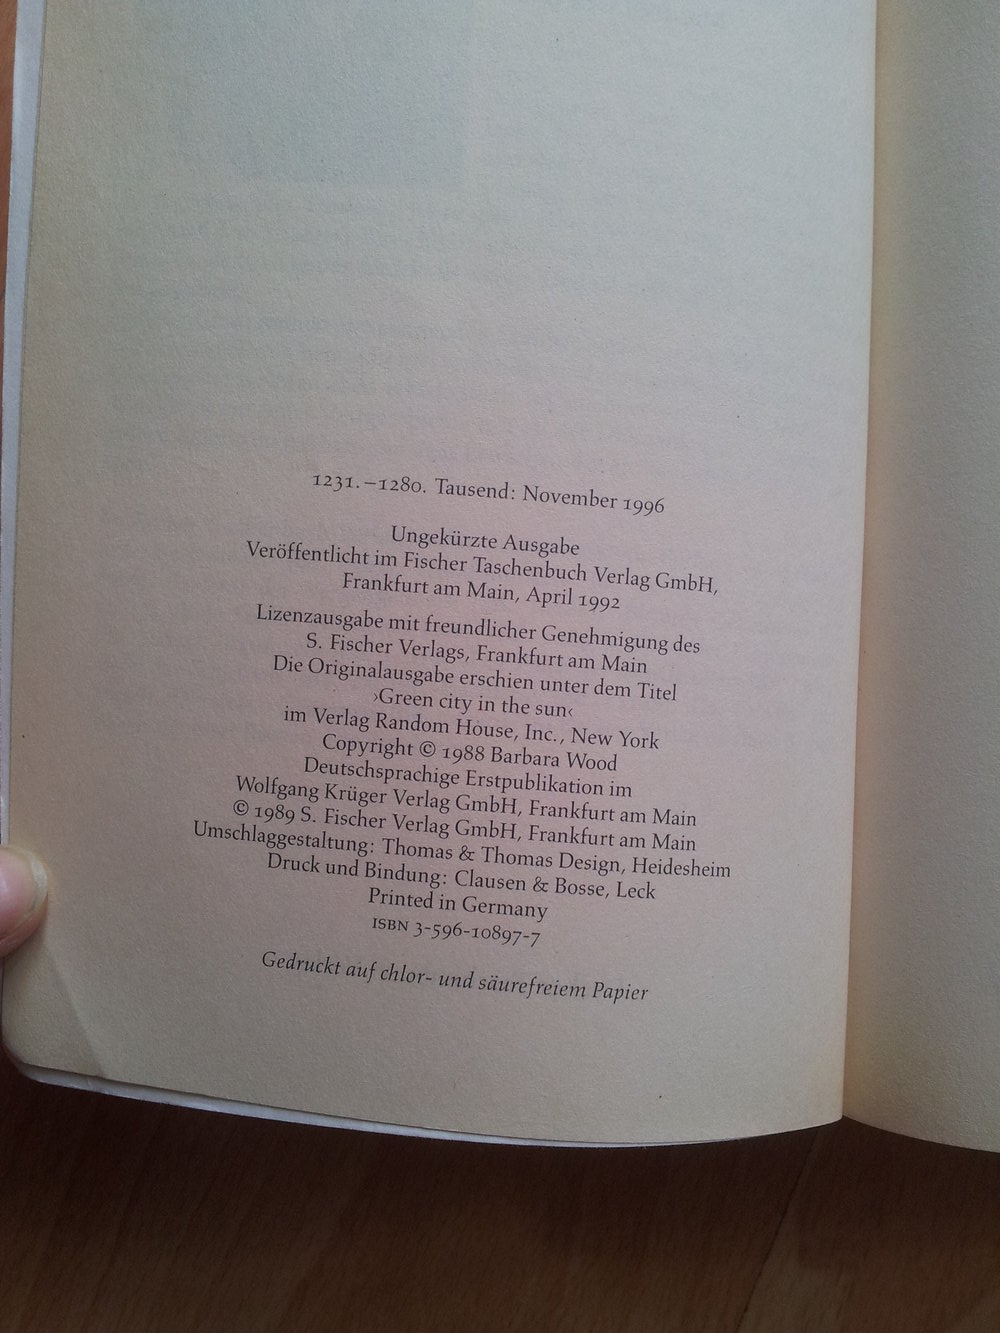 1231.–1280. Tausend: November 1996
Ungekürzte Ausgabe
Veröffentlicht im Fischer Taschenbuch Verlag GmbH,
Frankfurt am Main, April 1992
Lizenzausgabe mit freundlicher Genehmigung des
S. Fischer Verlags, Frankfurt am Main
Die Originalausgabe erschien unter dem Titel
›Green city in the sun‹
im Verlag Random House, Inc., New York
Copyright © 1988 Barbara Wood
Deutschsprachige Erstpublikation im
Wolfgang Krüger Verlag GmbH, Frankfurt am Main
© 1989 S. Fischer Verlag GmbH, Frankfurt am Main
Umschlaggestaltung: Thomas & Thomas Design, Heidesheim
Druck und Bindung: Clausen & Bosse, Leck
Printed in Germany
ISBN 3-596-10897-7
Gedruckt auf chlor- und säurefreiem Papier